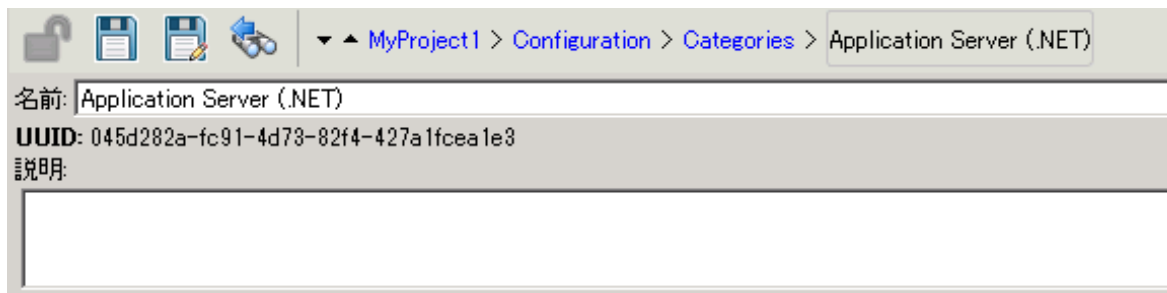 MyProject1 > Configuration > Categories > Application Server (.NET)
名前: Application Server (.NET)
UUID: 045d282a-fc91-4d73-82f4-427a1fcea1e3
説明: